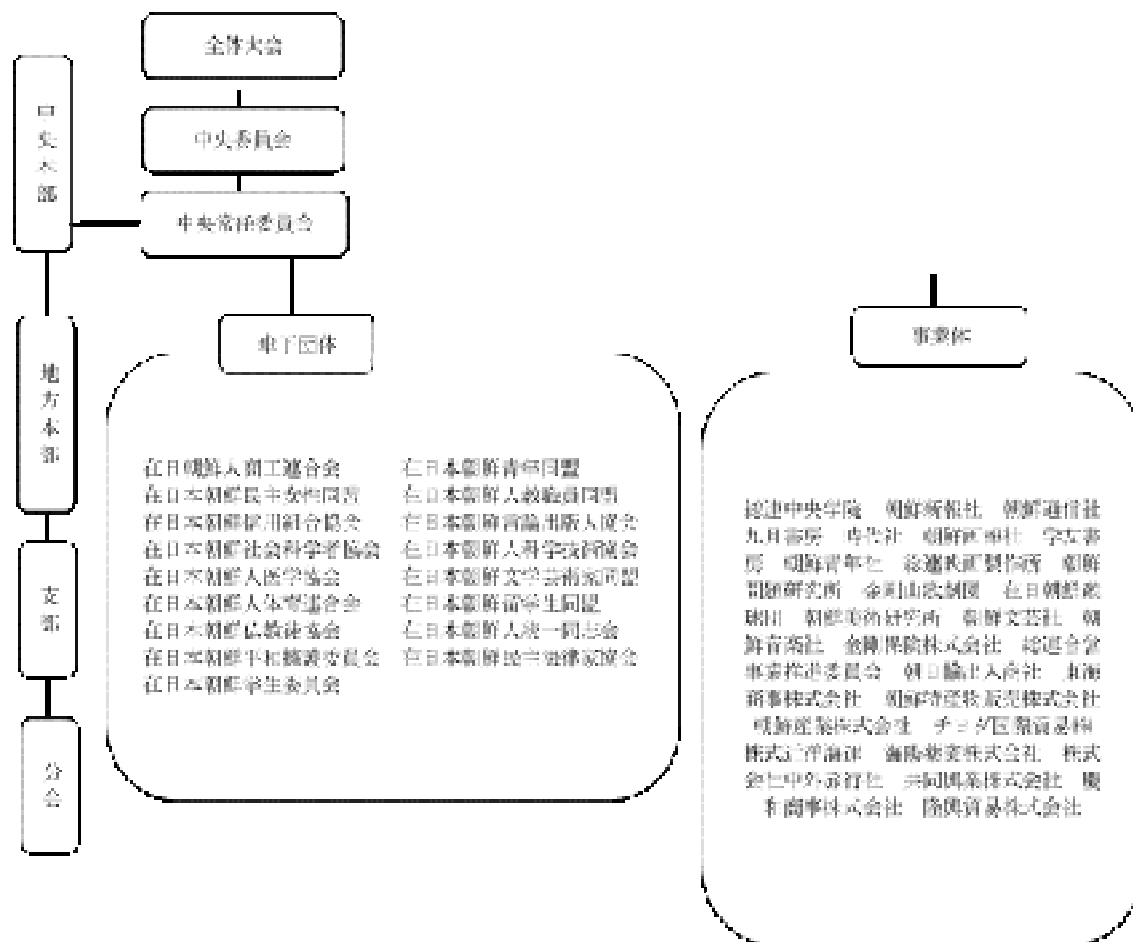 全体大会
中央委員会
中央常任委員会
中央本部
地方本部
支部
分会
傘下団体
事業体
在日朝鮮人商工連合会 在日本朝鮮青年同盟
在日本朝鮮民主女性同盟 在日本朝鮮人教職員同盟
在日本朝鮮信用組合協会 在日本朝鮮言論出版人協会
在日本朝鮮社会科学者協会 在日本朝鮮人科学技術協会
在日本朝鮮人医学協会 在日本朝鮮文学芸術家同盟
在日本朝鮮人体育連合会 在日本朝鮮留学生同盟
在日本朝鮮仏教徒協会 在日本朝鮮人統一同志会
在日本朝鮮平和擁護委員会 在日本朝鮮民主法律家協会
在日本朝鮮学生委員会
総連中央学院 朝鮮新報社 朝鮮通信社
九月書房 時代社 朝鮮画報社 学友書
房 朝鮮青年社 総連映画製作所 朝鮮
問題研究所 金剛山歌劇団 在日朝鮮蹴
球団 朝鮮美術研究所 朝鮮文芸社 朝
鮮音楽社 金剛保険株式会社 総連合営
事業推進委員会 朝日輸出入商社 東海
商事株式会社 朝鮮特産物販売株式会社
朝鮮産業株式会社 チヨダ国際貿易株
株式 海運 薬業株式会社 株式
会社中外旅行社 共同興業株式会社
和商事株式会社 陸興貿易株式会社